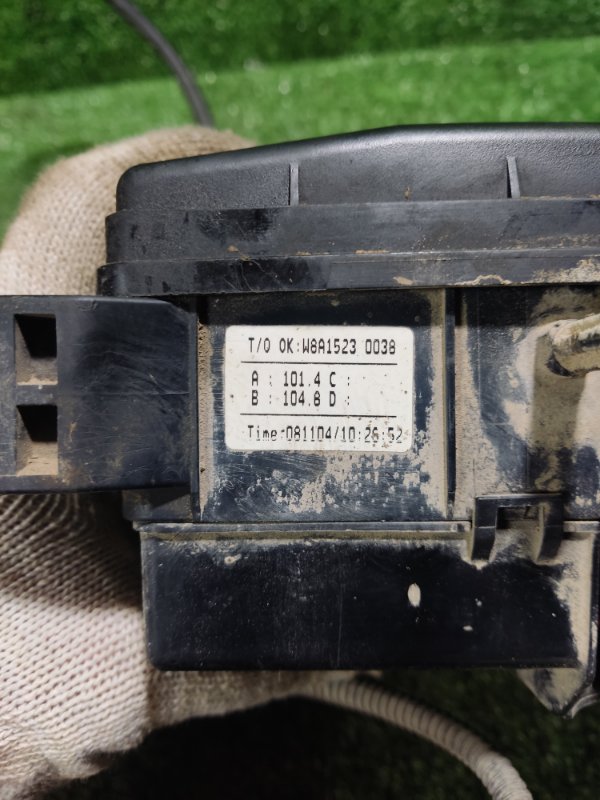 T/Q OK:W8A1523 0038
A : 101.4 C :
B : 104.8 D :
Time:081104/10:26:52